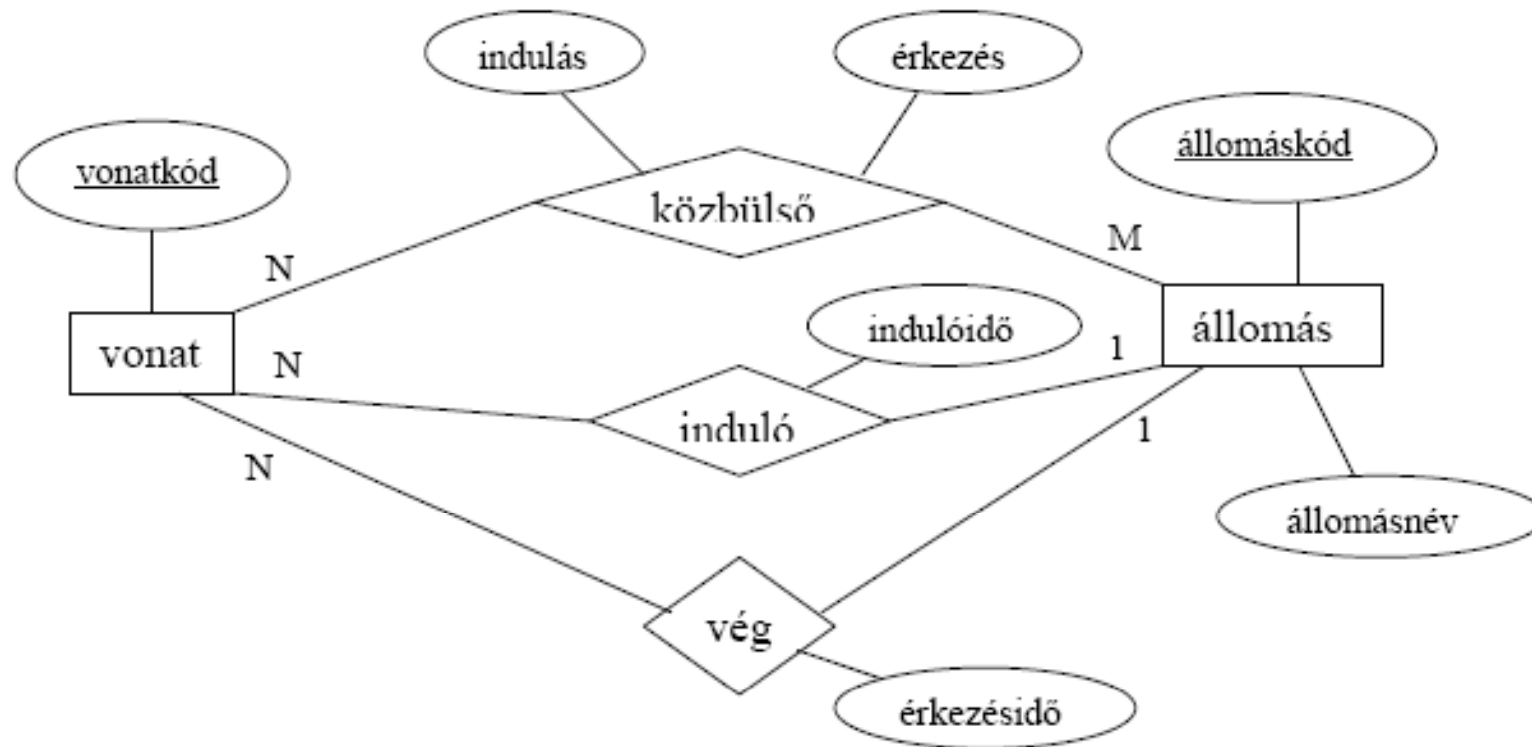 indulás
érkezés
vonatkód
állomáskód
közbülső
N
M
vonat
N
indulóidő
1
állomás
induló
N
1
állomásnév
vég
érkezésidő